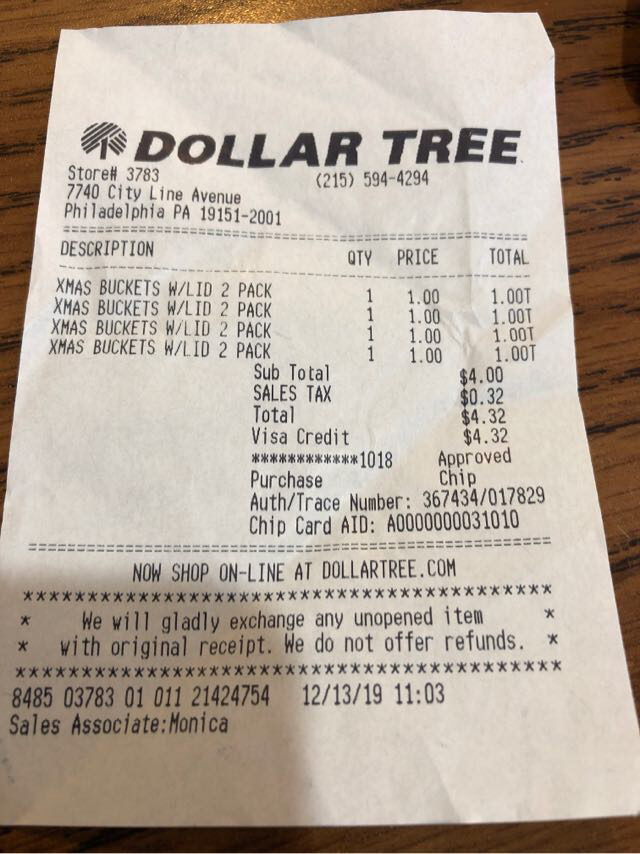 DOLLAR TREE
Store# 3783 (215) 594-4294
7740 City Line Avenue
Philadelphia PA 19151-2001
================================================
DESCRIPTION QTY PRICE TOTAL
------------------------------------------------
XMAS BUCKETS W/LID 2 PACK 1 1.00 1.00T
XMAS BUCKETS W/LID 2 PACK 1 1.00 1.00T
XMAS BUCKETS W/LID 2 PACK 1 1.00 1.00T
XMAS BUCKETS W/LID 2 PACK 1 1.00 1.00T
Sub Total $4.00
SALES TAX $0.32
Total $4.32
Visa Credit $4.32
************1018 Approved
Purchase Chip
Auth/Trace Number: 367434/017829
Chip Card AID: A0000000031010
================================================
NOW SHOP ON-LINE AT DOLLARTREE.COM
******************************************
* We will gladly exchange any unopened item *
* with original receipt. We do not offer refunds. *
******************************************
8485 03783 01 011 21424754 12/13/19 11:03
Sales Associate:Monica